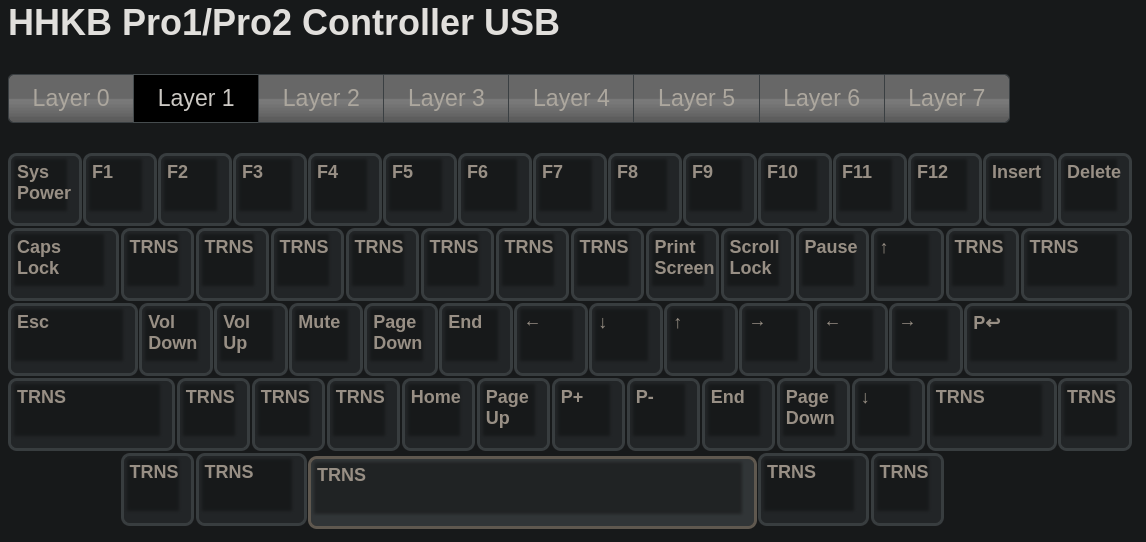 HHKB Pro1/Pro2 Controller USB
Layer 0 Layer 1 Layer 2 Layer 3 Layer 4 Layer 5 Layer 6 Layer 7
Sys Power F1 F2 F3 F4 F5 F6 F7 F8 F9 F10 F11 F12 Insert Delete
Caps Lock TRNS TRNS TRNS TRNS TRNS TRNS TRNS Print Screen Scroll Lock Pause ↑ TRNS TRNS
Esc Vol Down Vol Up Mute Page Down End ← ↓ ↑ → ← → P↩
TRNS TRNS TRNS TRNS Home Page Up P+ P- End Page Down ↓ TRNS TRNS
TRNS TRNS TRNS TRNS TRNS